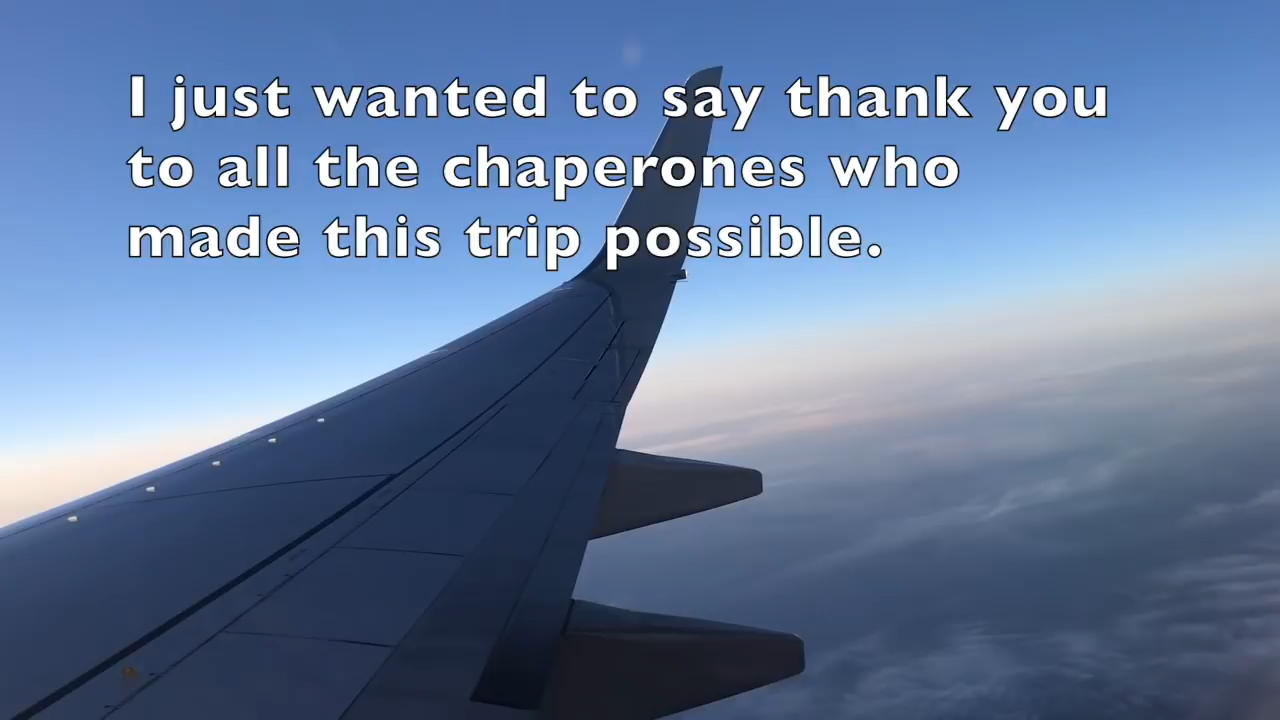 I just wanted to say thank you
to all the chaperones who
made this trip possible.